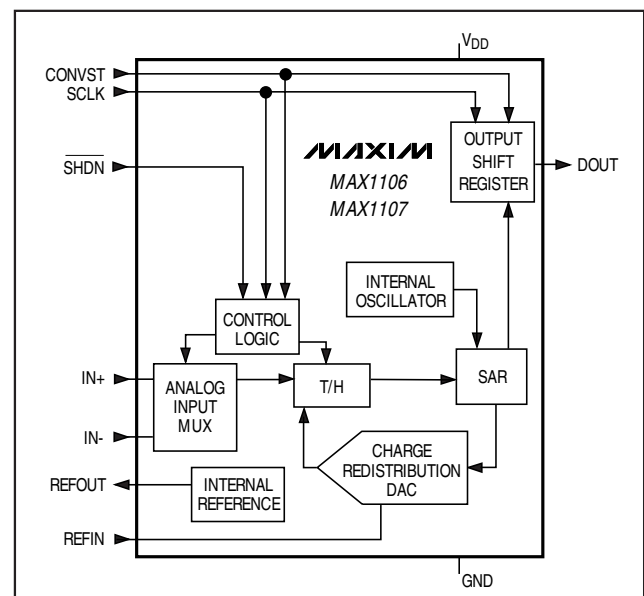 VDD
CONVST
SCLK
SHDN
MAXIM
MAX1106
MAX1107
OUTPUT
SHIFT
REGISTER
DOUT
INTERNAL
OSCILLATOR
CONTROL
LOGIC
IN+
ANALOG
INPUT
MUX
T/H
SAR
IN-
CHARGE
REDISTRIBUTION
DAC
REFOUT
INTERNAL
REFERENCE
REFIN
GND